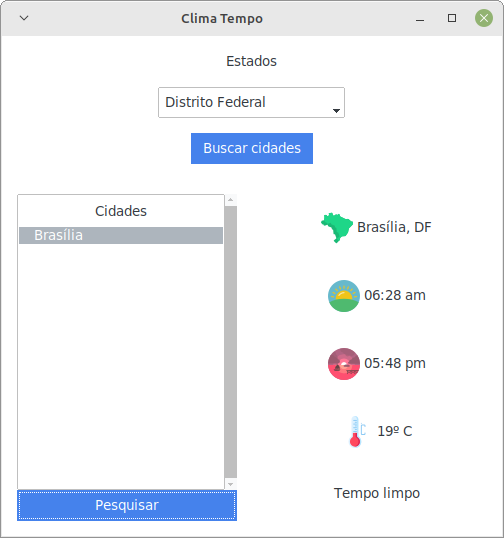 Clima Tempo
Estados
Distrito Federal
Buscar cidades
Cidades
Brasília
Pesquisar
Brasília, DF
06:28 am
05:48 pm
19º C
Tempo limpo